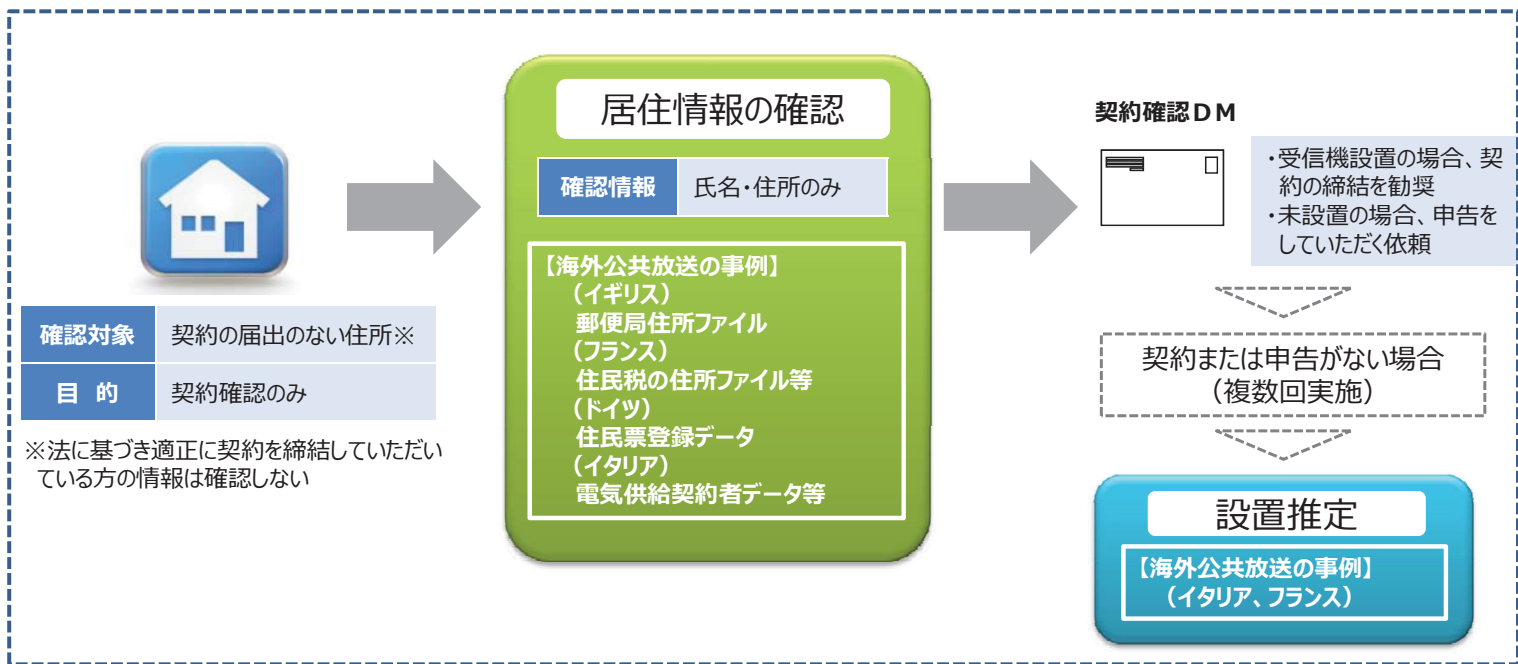 確認対象 契約の届出のない住所※
目 的 契約確認のみ
※法に基づき適正に契約を締結していただい
ている方の情報は確認しない
居住情報の確認
確認情報 氏名・住所のみ
【海外公共放送の事例】
（イギリス）
郵便局住所ファイル
（フランス）
住民税の住所ファイル等
（ドイツ）
住民票登録データ
（イタリア）
電気供給契約者データ等
契約確認DM
・受信機設置の場合、契
約の締結を勧奨
・未設置の場合、申告を
していただく依頼
契約または申告がない場合
（複数回実施）
設置推定
【海外公共放送の事例】
（イタリア、フランス）